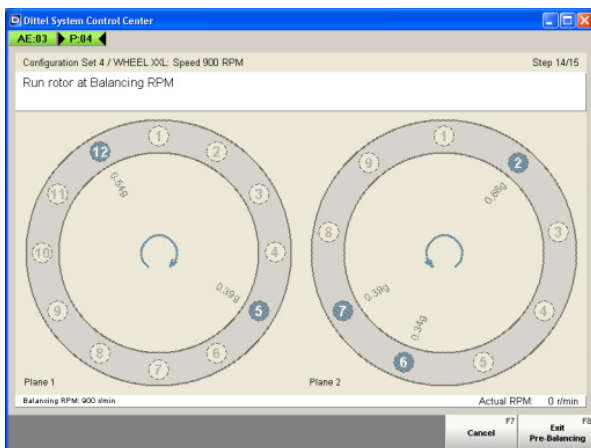 Dittel System Control Center
AE:03 P:04
Configuration Set 4 / WHEEL XXL: Speed 900 RPM Step 14/15
Run rotor at Balancing RPM
1
2
3
4
5
6
7
8
9
10
11
12
0.54g
0.39g
Plane 1
1
2
3
4
5
6
7
8
9
0.68g
0.39g
0.34g
Plane 2
Balancing RPM: 900 r/min
Actual RPM: 0 r/min
F7
Cancel
F8
Exit
Pre-Balancing